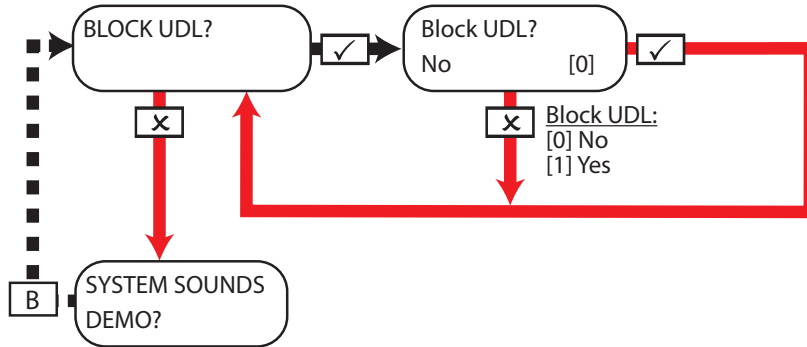 BLOCK UDL?
✓
Block UDL?
No [0]
✓
x
x
Block UDL:
[0] No
[1] Yes
B
SYSTEM SOUNDS
DEMO?